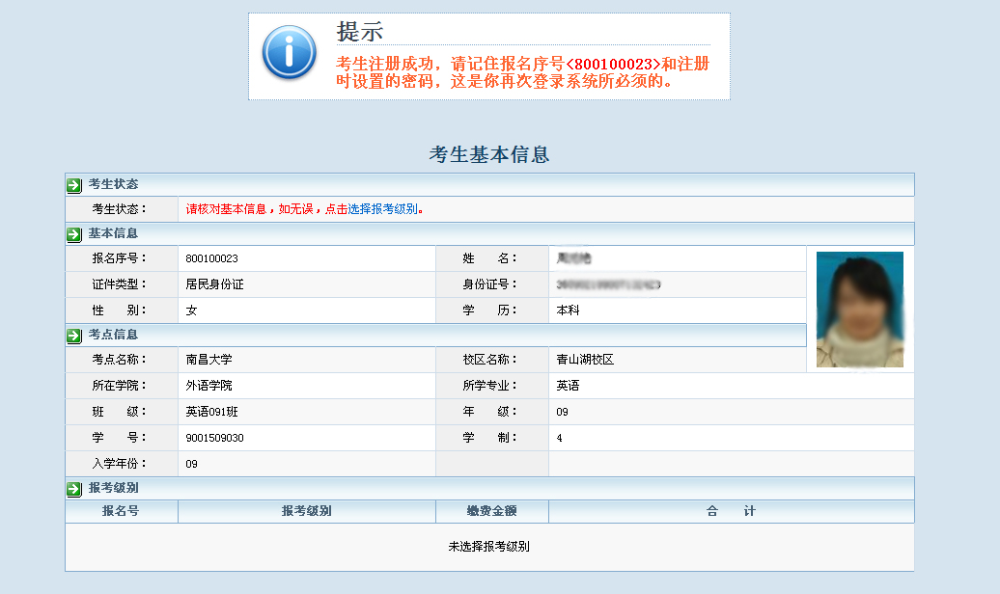 提示
考生注册成功，请记住报名序号<800100023>和注册
时设置的密码，这是你再次登录系统所必须的。
考生基本信息
考生状态
考生状态： 请核对基本信息，如无误，点击选择报考级别。
基本信息
报名序号： 800100023 姓 名：
证件类型： 居民身份证 身份证号：
性 别： 女 学 历： 本科
考点信息
考点名称： 南昌大学 校区名称： 青山湖校区
所在学院： 外语学院 所学专业： 英语
班 级： 英语091班 年 级： 09
学 号： 9001509030 学 制： 4
入学年份： 09
报考级别
报名号 报考级别 缴费金额 合 计
未选择报考级别